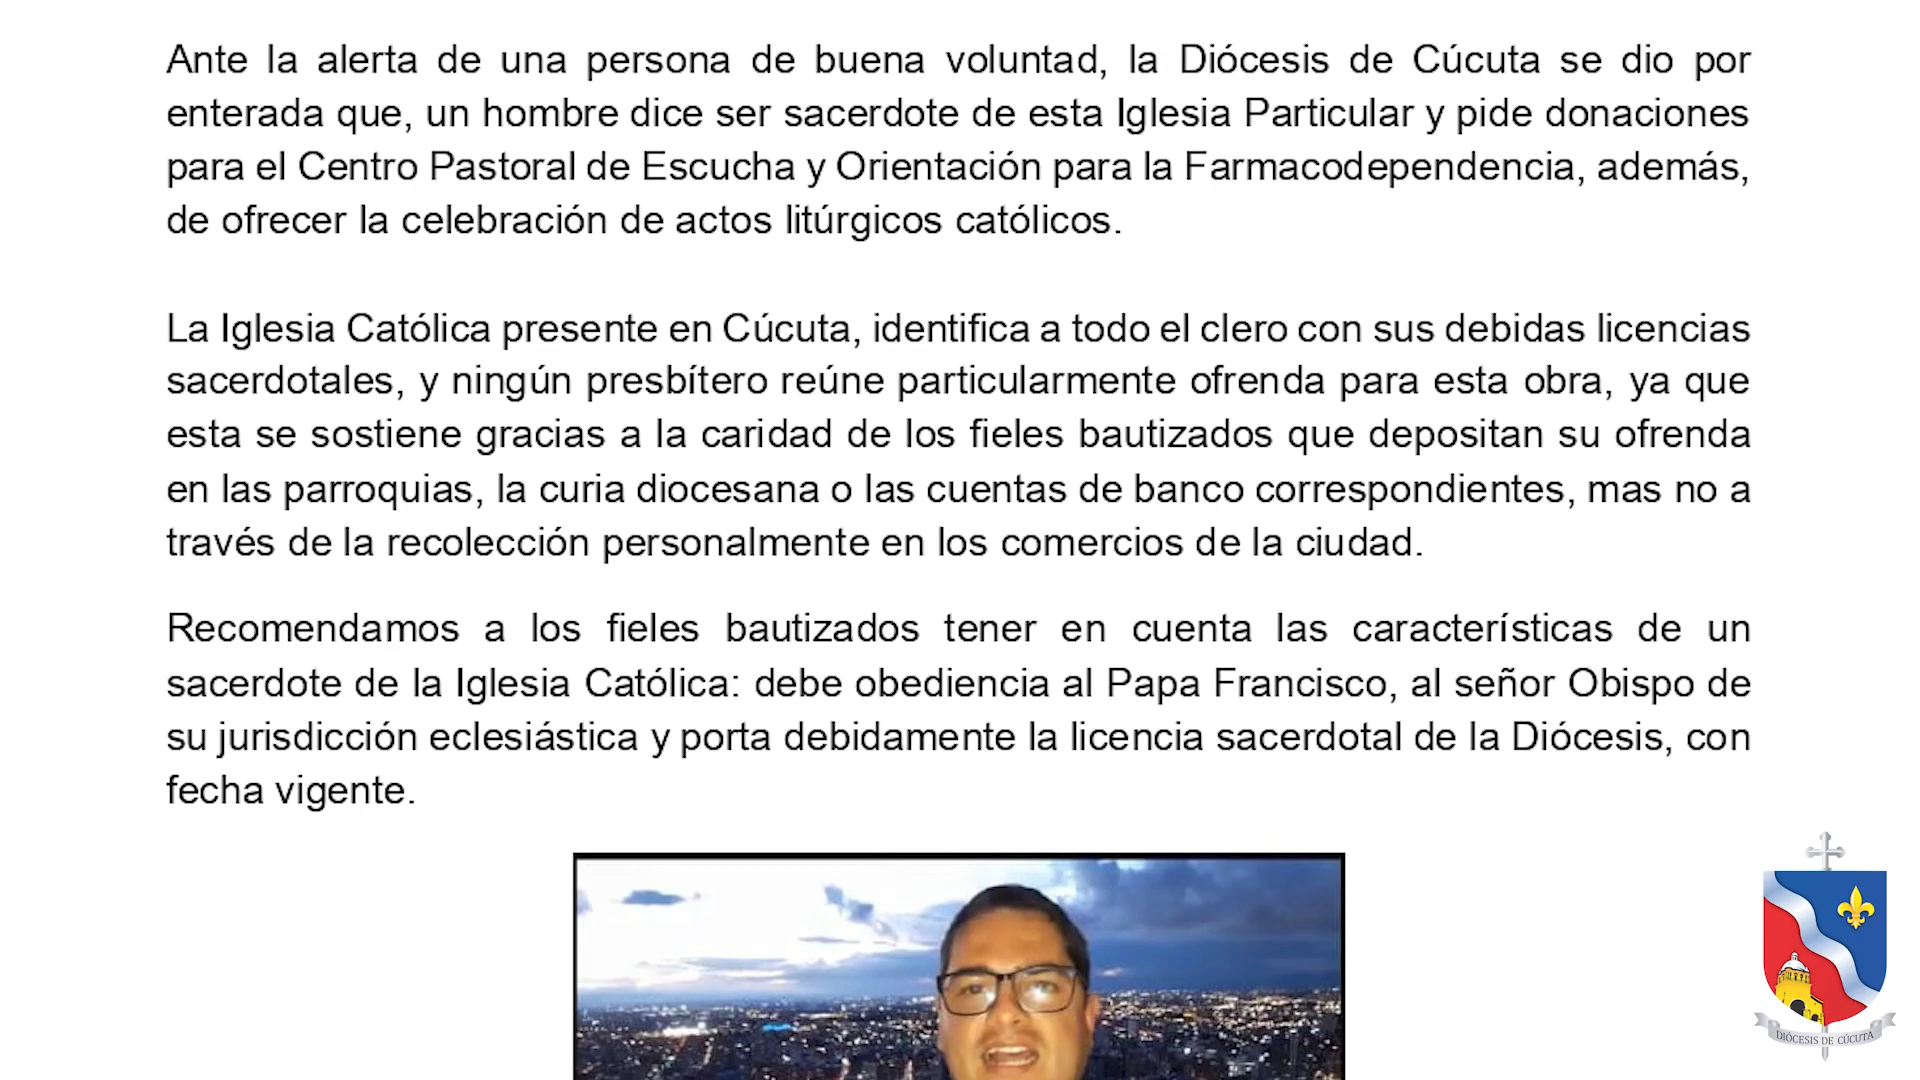 Ante la alerta de una persona de buena voluntad, la Diócesis de Cúcuta se dio por
enterada que, un hombre dice ser sacerdote de esta Iglesia Particular y pide donaciones
para el Centro Pastoral de Escucha y Orientación para la Farmacodependencia, además,
de ofrecer la celebración de actos litúrgicos católicos.
La Iglesia Católica presente en Cúcuta, identifica a todo el clero con sus debidas licencias
sacerdotales, y ningún presbítero reúne particularmente ofrenda para esta obra, ya que
esta se sostiene gracias a la caridad de los fieles bautizados que depositan su ofrenda
en las parroquias, la curia diocesana o las cuentas de banco correspondientes, mas no a
través de la recolección personalmente en los comercios de la ciudad.
Recomendamos a los fieles bautizados tener en cuenta las características de un
sacerdote de la Iglesia Católica: debe obediencia al Papa Francisco, al señor Obispo de
su jurisdicción eclesiástica y porta debidamente la licencia sacerdotal de la Diócesis, con
fecha vigente.
DIÓCESIS DE CÚCUTA